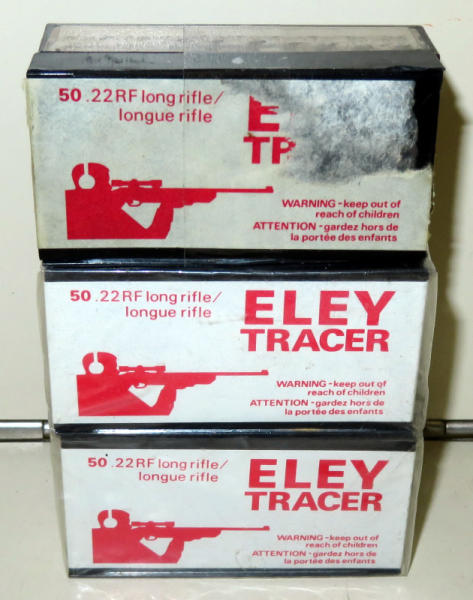 50 .22RF long rifle/
longue rifle
E
TR
WARNING - keep out of
reach of children
ATTENTION - gardez hors de
la portée des enfants
50 .22RF long rifle/
longue rifle
ELEY
TRACER
WARNING - keep out of
reach of children
ATTENTION - gardez hors de
la portée des enfants
50 .22RF long rifle/
longue rifle
ELEY
TRACER
WARNING - keep out of
reach of children
ATTENTION - gardez hors de
la portée des enfants